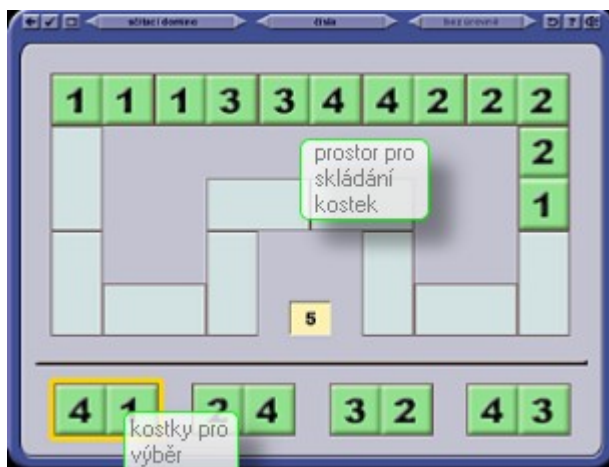 sčítací domino čísla bez úrovně ?
1 1 1 3 3 4 4 2 2 2
2
1
prostor pro
skládání
kostek
5
4 1 2 4 3 2 4 3
kostky pro
výběr